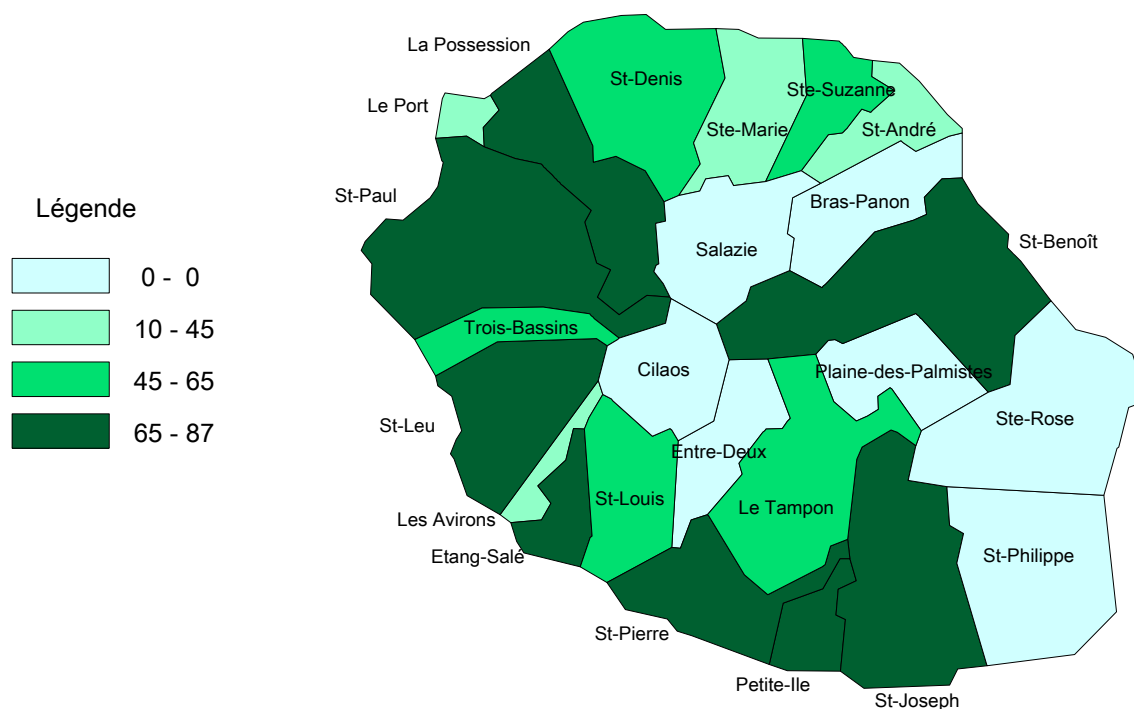 La Possession
St-Denis
Ste-Suzanne
Le Port
Ste-Marie
St-André
St-Paul
Bras-Panon
Légende
St-Benoît
Salazie
0 - 0
10 - 45
Trois-Bassins
45 - 65
Cilaos
Plaine-des-Palmistes
65 - 87
St-Leu
Ste-Rose
Entre-Deux
St-Louis
Le Tampon
Les Avirons
Etang-Salé
St-Philippe
St-Pierre
Petite-Ile
St-Joseph